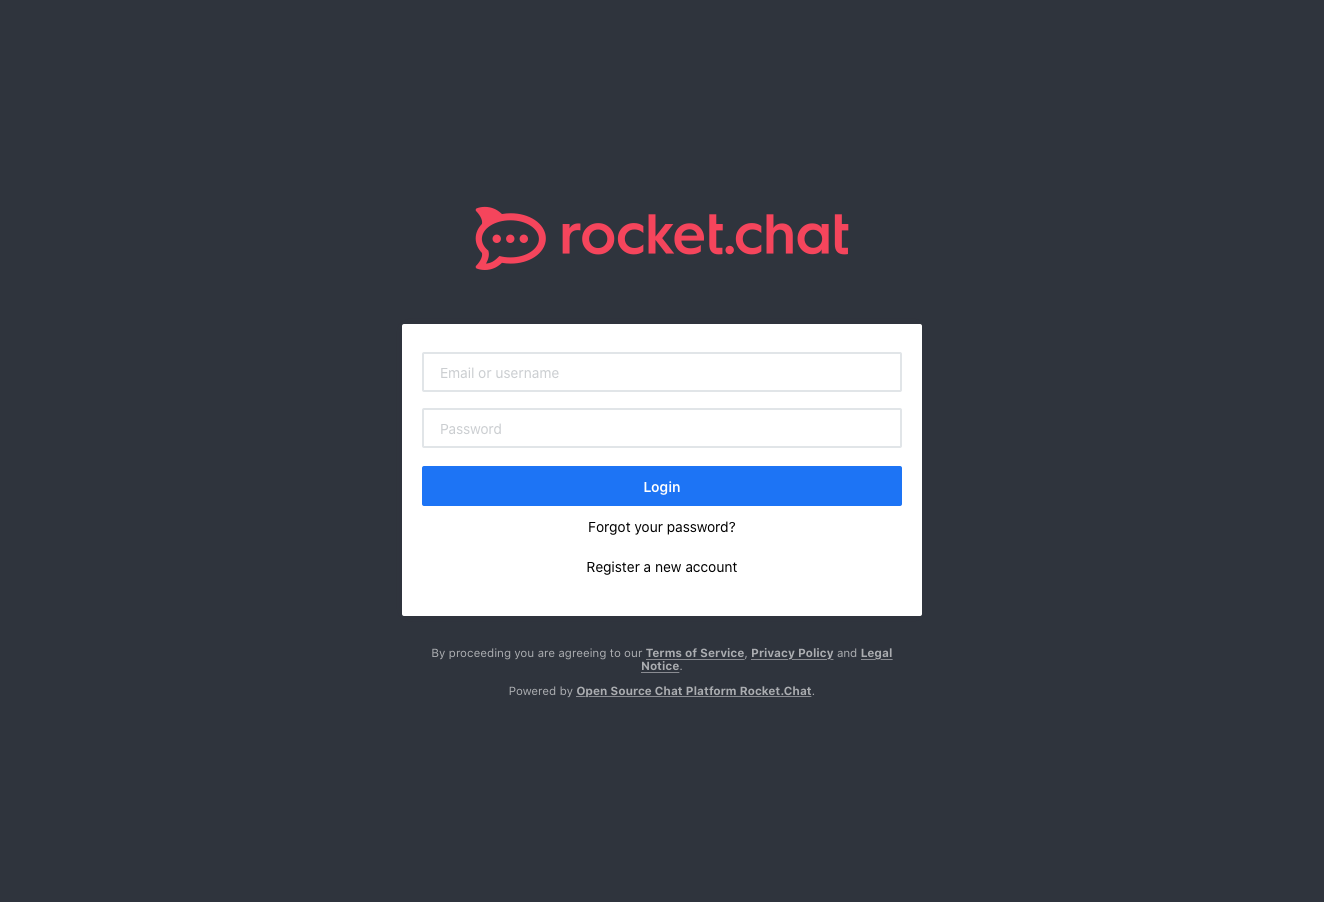 rocket.chat
Email or username
Password
Login
Forgot your password?
Register a new account
By proceeding you are agreeing to our Terms of Service, Privacy Policy and Legal
Notice.
Powered by Open Source Chat Platform Rocket.Chat.